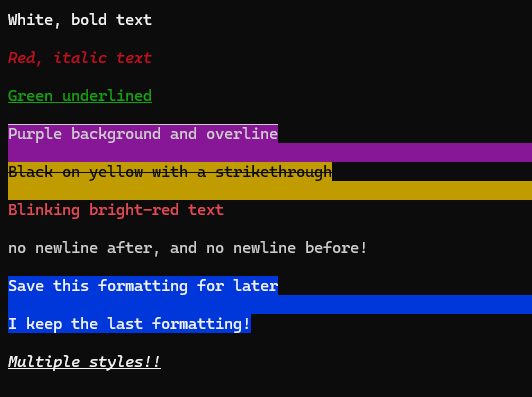 White, bold text
Red, italic text
Green underlined
Purple background and overline
Black on yellow with a strikethrough
Blinking bright-red text
no newline after, and no newline before!
Save this formatting for later
I keep the last formatting!
Multiple styles!!